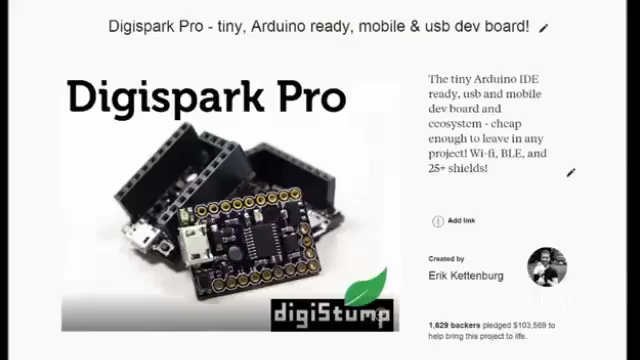 Digispark Pro - tiny, Arduino ready, mobile & usb dev board!
Digispark Pro
The tiny Arduino IDE
ready, usb and mobile
dev board and
ecosystem - cheap
enough to leave in any
project! Wi-fi, BLE, and
25+ shields!
Add link
Created by
Erik Kettenburg
digistump
1,629 backers pledged $103,569 to
help bring this project to life.